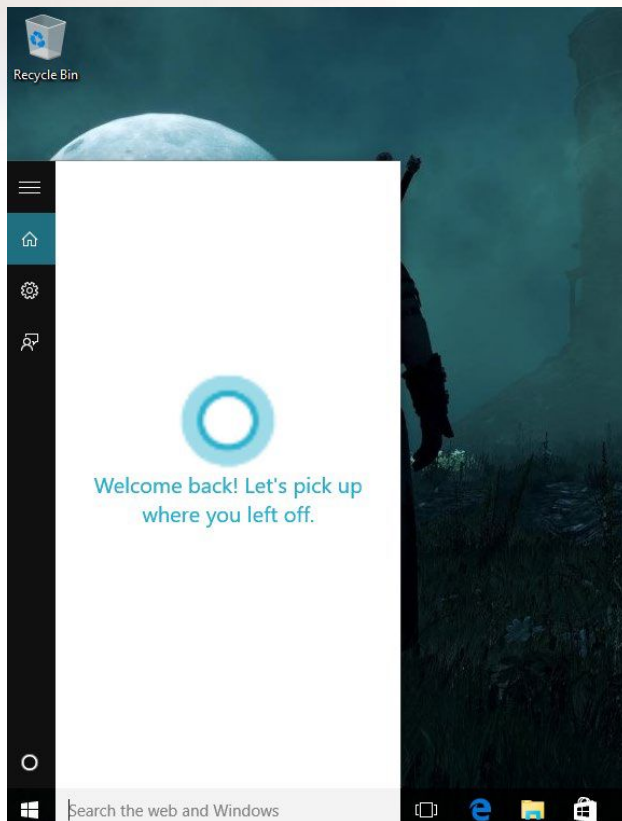 Recycle Bin
Welcome back! Let's pick up
where you left off.
Search the web and Windows